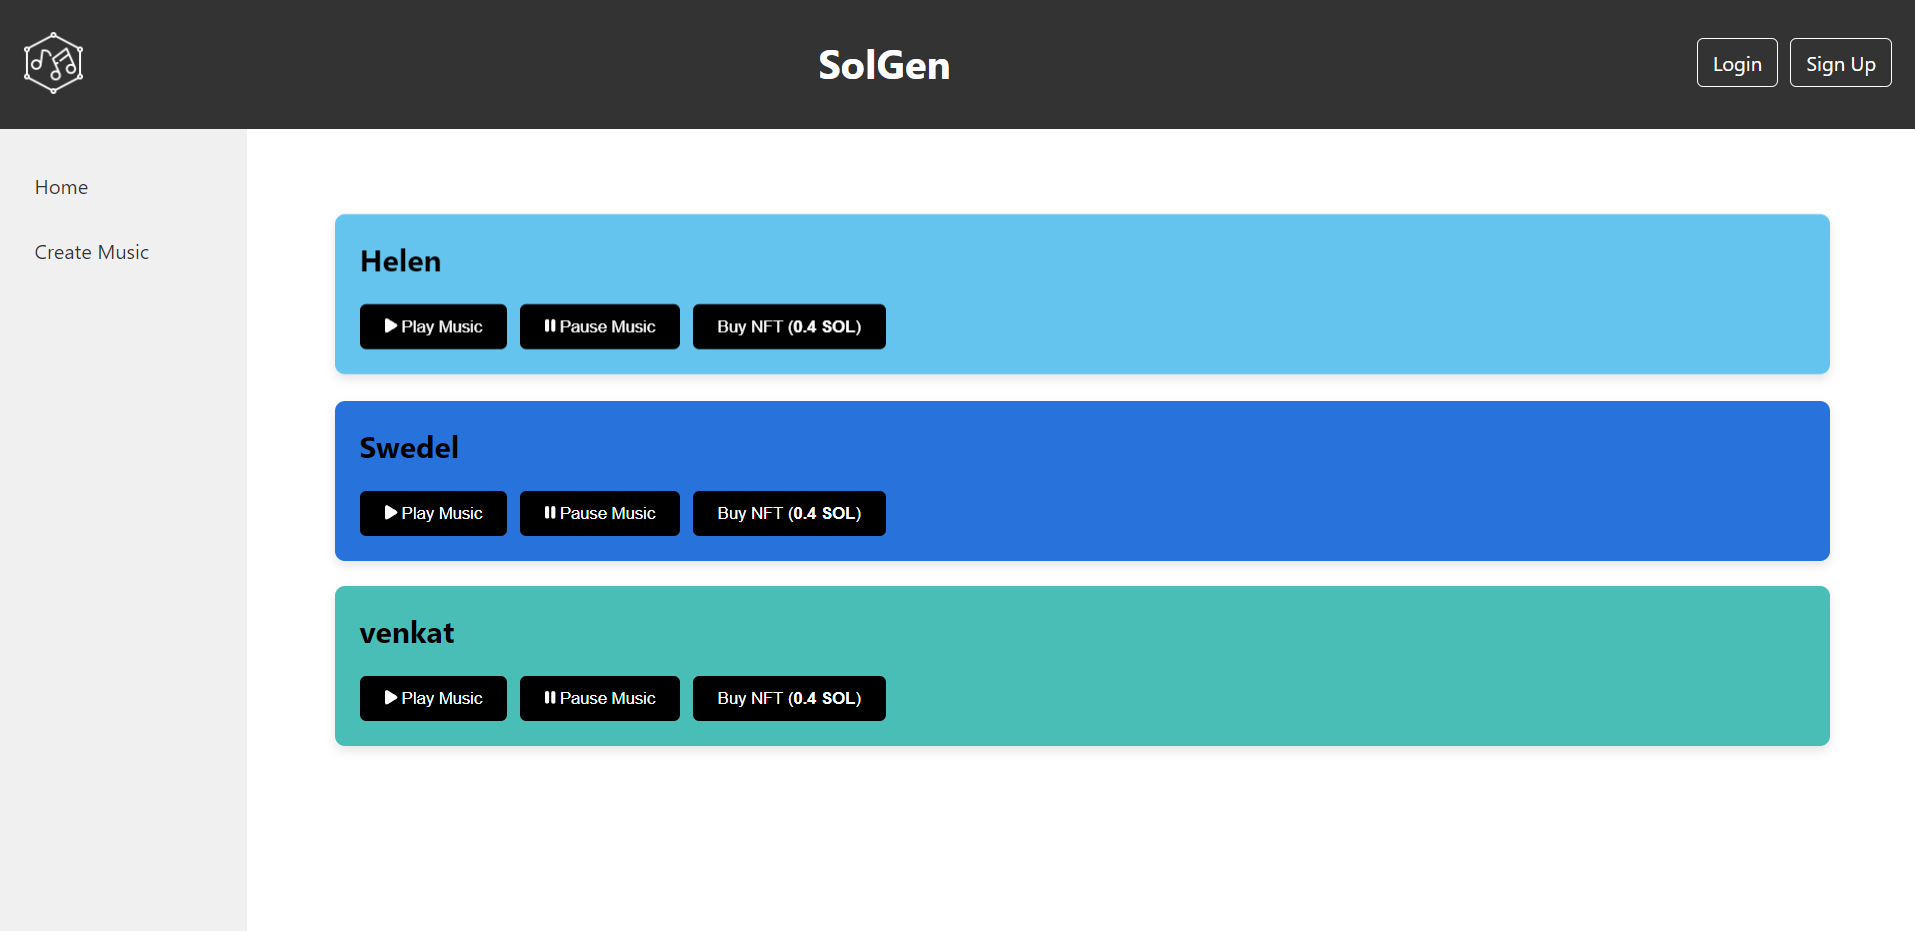 SolGen
Login
Sign Up
Home
Create Music
Helen
Play Music
Pause Music
Buy NFT (0.4 SOL)
Swedel
Play Music
Pause Music
Buy NFT (0.4 SOL)
venkat
Play Music
Pause Music
Buy NFT (0.4 SOL)